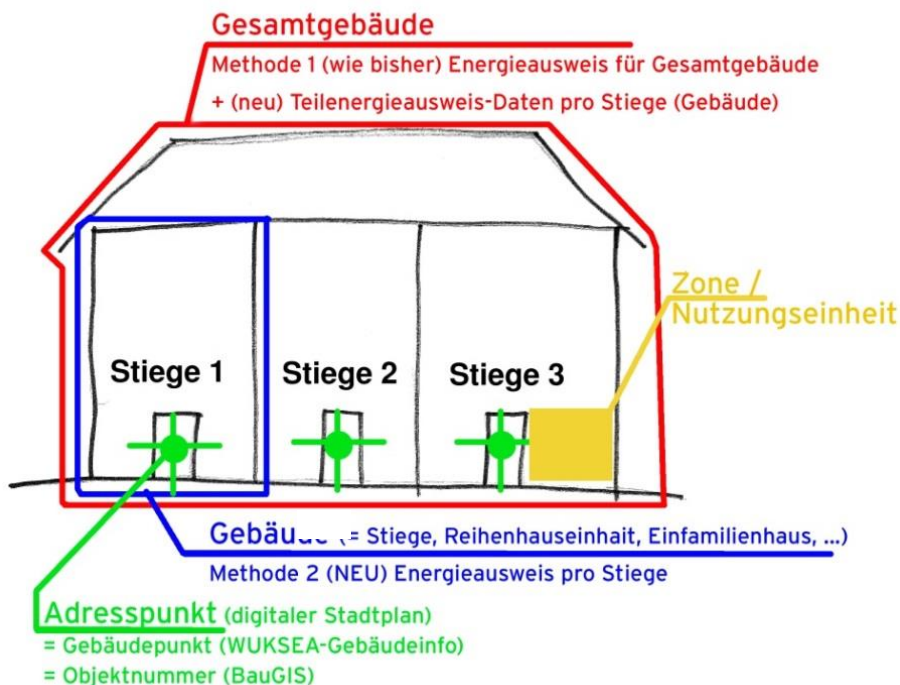 Gesamtgebäude
Methode 1 (wie bisher) Energieausweis für Gesamtgebäude
+ (neu) Teilenergieausweis-Daten pro Stiege (Gebäude)
Zone /
Nutzungseinheit
Stiege 1
Stiege 2
Stiege 3
(= Stiege, Reihenhauseinhait, Einfamilienhaus, ...)
Methode 2 (NEU) Energieausweis pro Stiege
Adresspunkt (digitaler Stadtplan)
= Gebäudepunkt (WUKSEA-Gebäudeinfo)
= Objektnummer (BauGIS)